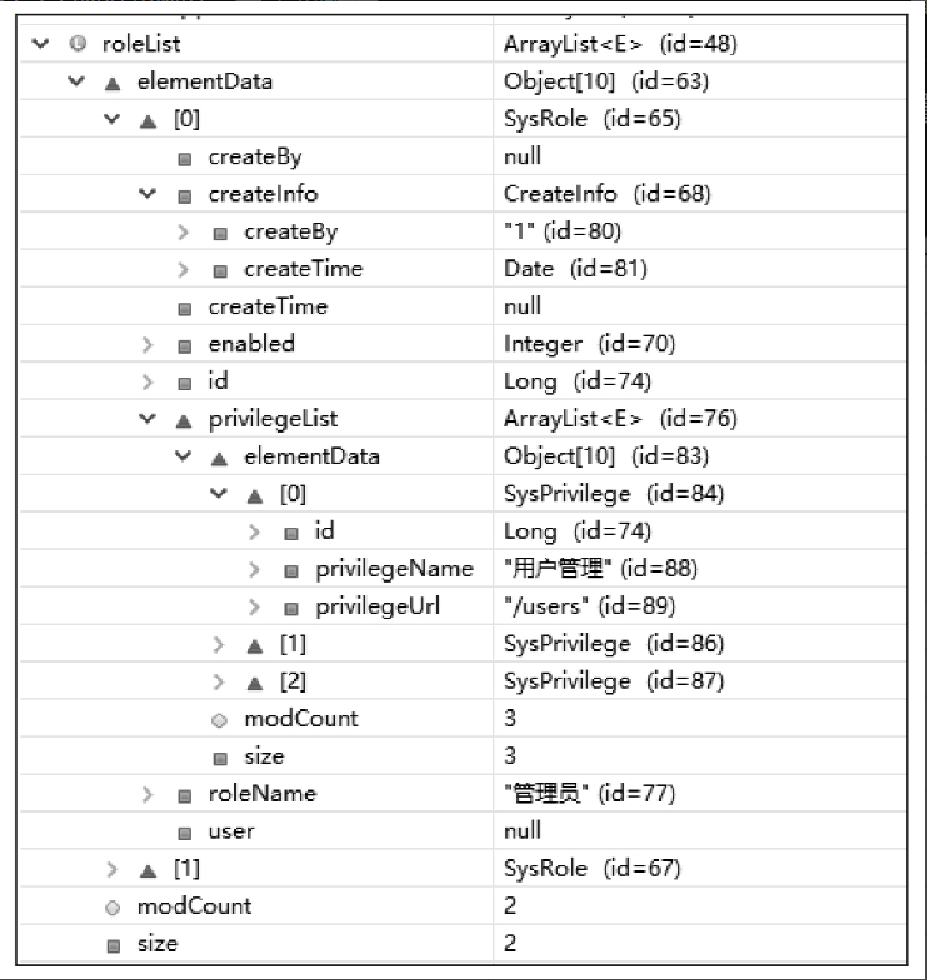 roleList ArrayList<E> (id=48)
elementData Object[10] (id=63)
[0] SysRole (id=65)
createBy null
createInfo CreateInfo (id=68)
createBy "1" (id=80)
createTime Date (id=81)
createTime null
enabled Integer (id=70)
id Long (id=74)
privilegeList ArrayList<E> (id=76)
elementData Object[10] (id=83)
[0] SysPrivilege (id=84)
id Long (id=74)
privilegeName "用户管理" (id=88)
privilegeUrl "/users" (id=89)
[1] SysPrivilege (id=86)
[2] SysPrivilege (id=87)
modCount 3
size 3
roleName "管理员" (id=77)
user null
[1] SysRole (id=67)
modCount 2
size 2